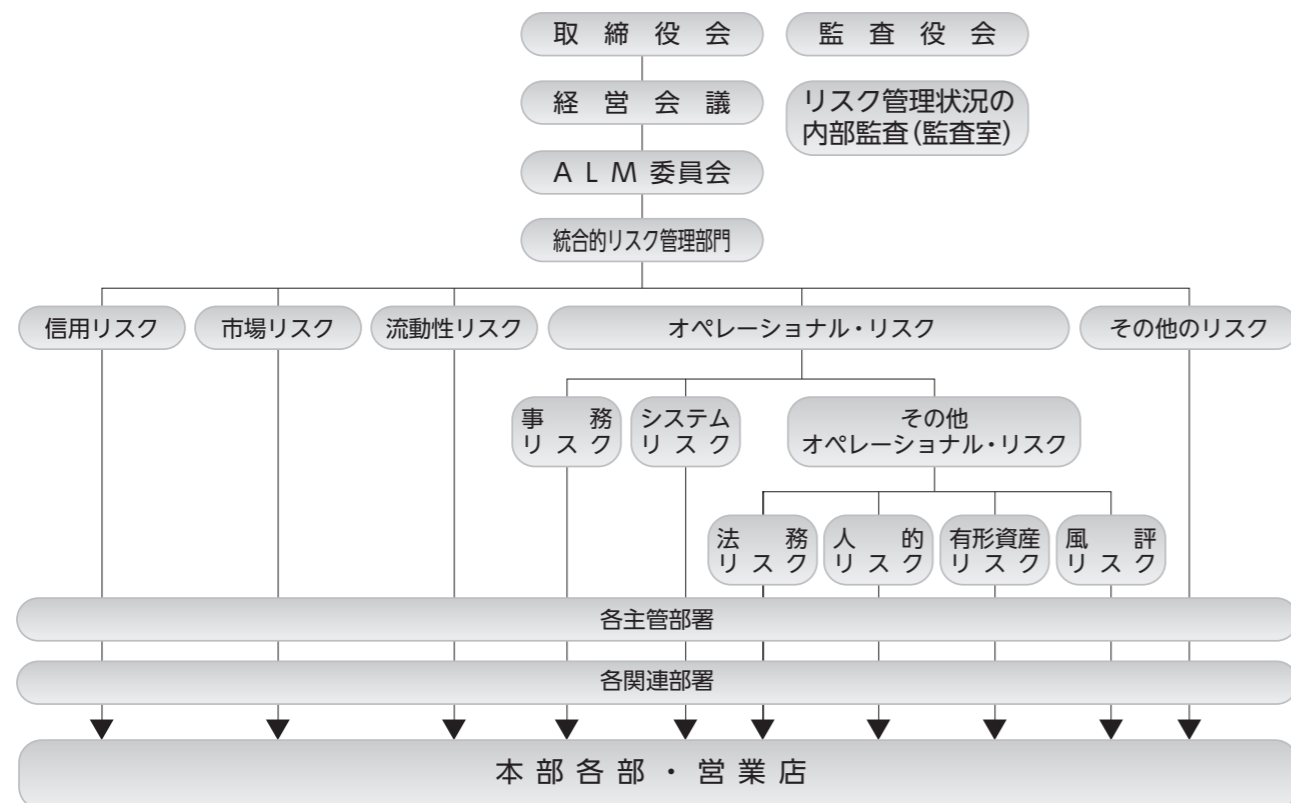 取締役会
監査役会
経営会議
リスク管理状況の
内部監査(監査室)
ALM委員会
統合的リスク管理部門
信用リスク
市場リスク
流動性リスク
オペレーショナル・リスク
その他のリスク
事務
リスク
システム
リスク
その他
オペレーショナル・リスク
法務
リスク
人的
リスク
有形資産
リスク
風評
リスク
各主管部署
各関連部署
本部各部・営業店